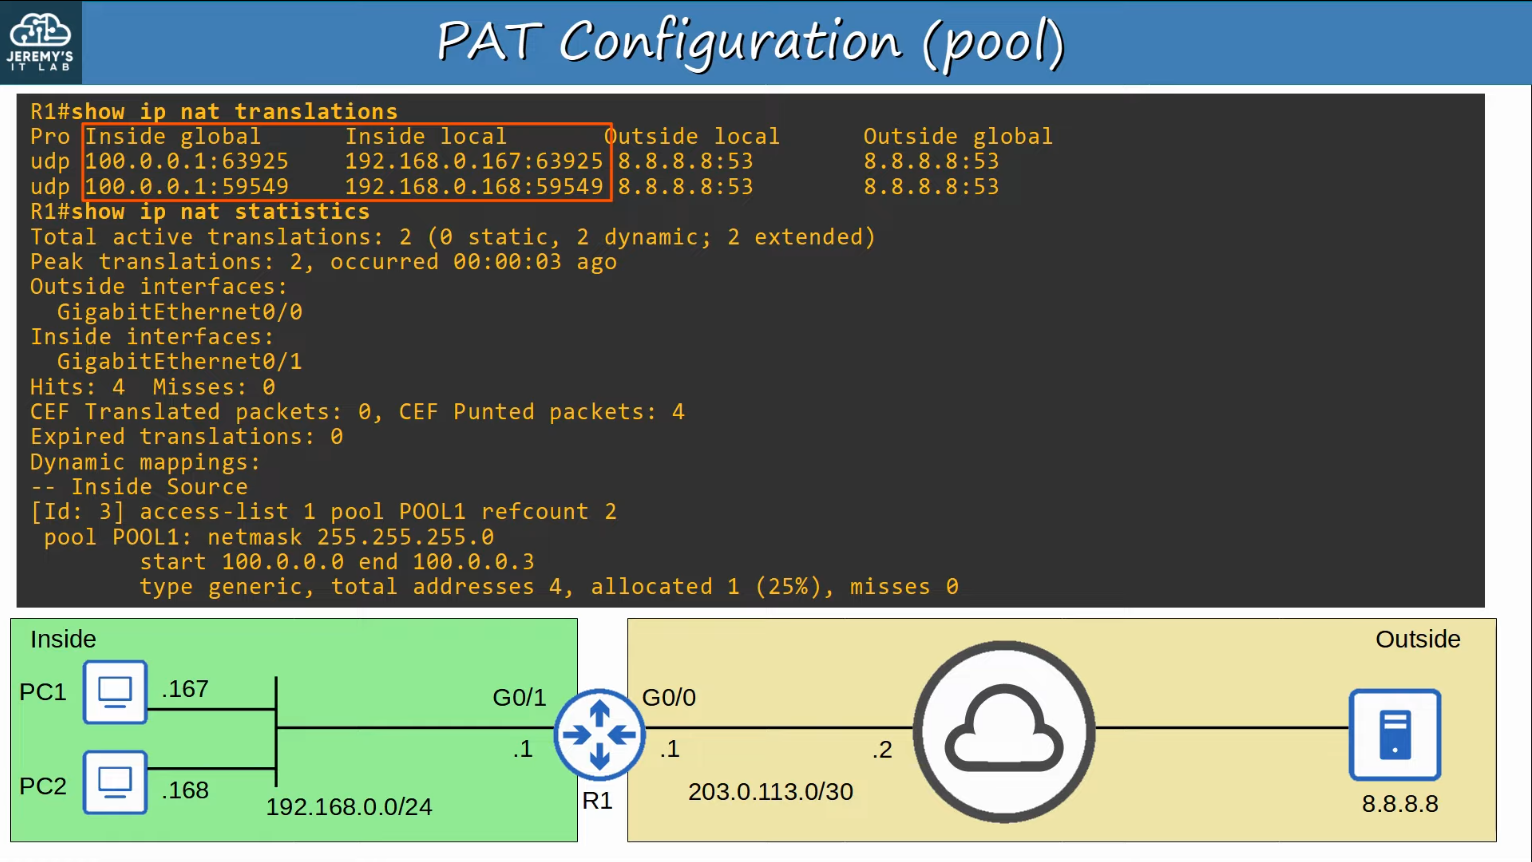 JEREMY'S
IT LAB
PAT Configuration (pool)
R1#show ip nat translations
Pro Inside global Inside local Outside local Outside global
udp 100.0.0.1:63925 192.168.0.167:63925 8.8.8.8:53 8.8.8.8:53
udp 100.0.0.1:59549 192.168.0.168:59549 8.8.8.8:53 8.8.8.8:53
R1#show ip nat statistics
Total active translations: 2 (0 static, 2 dynamic; 2 extended)
Peak translations: 2, occurred 00:00:03 ago
Outside interfaces:
GigabitEthernet0/0
Inside interfaces:
GigabitEthernet0/1
Hits: 4 Misses: 0
CEF Translated packets: 0, CEF Punted packets: 4
Expired translations: 0
Dynamic mappings:
-- Inside Source
[Id: 3] access-list 1 pool POOL1 refcount 2
pool POOL1: netmask 255.255.255.0
start 100.0.0.0 end 100.0.0.3
type generic, total addresses 4, allocated 1 (25%), misses 0
Inside
Outside
PC1
.167
G0/1
G0/0
.1
.1
.2
PC2
.168
192.168.0.0/24
R1
203.0.113.0/30
8.8.8.8